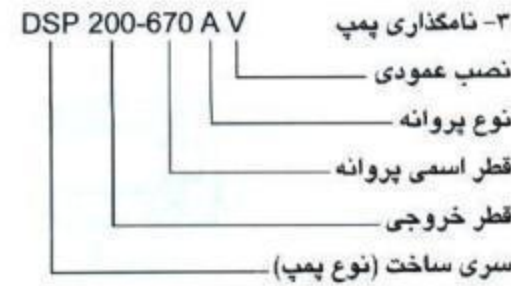 ۳- نامگذاری پمپ
DSP 200-670 A V
نصب عمودی
نوع پروانه
قطر اسمی پروانه
قطر خروجی
سری ساخت (نوع پمپ)